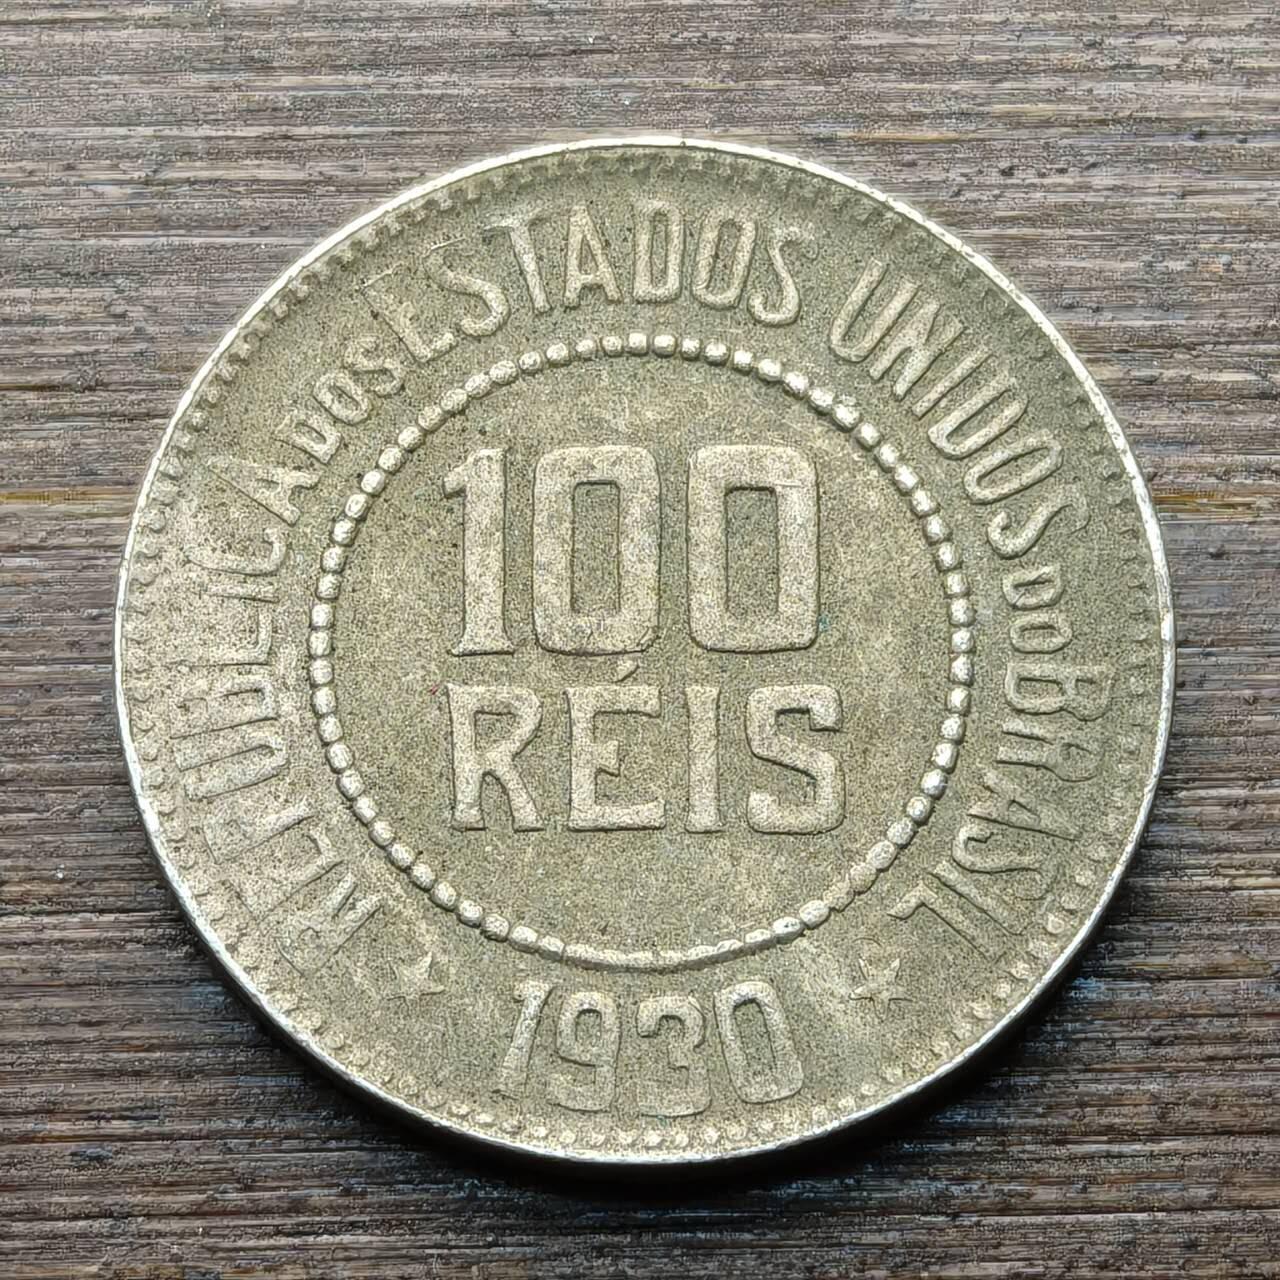 REPUBLICA DOS ESTADOS UNIDOS DO BRASIL
100
RÉIS
1930